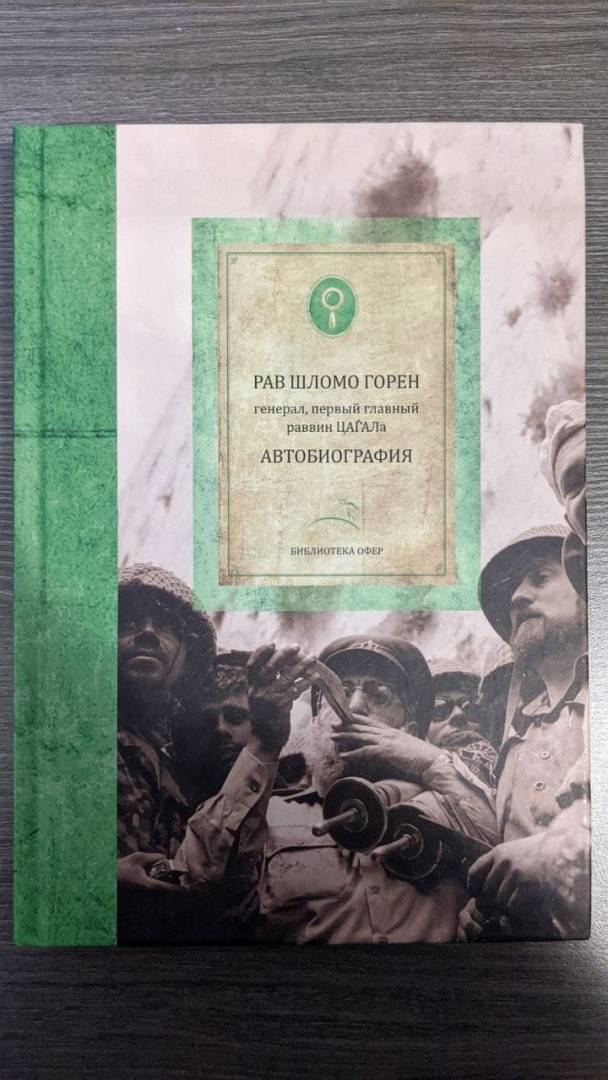 РАВ ШЛОМО ГОРЕН
генерал, первый главный
раввин ЦАЃАЛа
АВТОБИОГРАФИЯ
БИБЛИОТЕКА ОФЕР